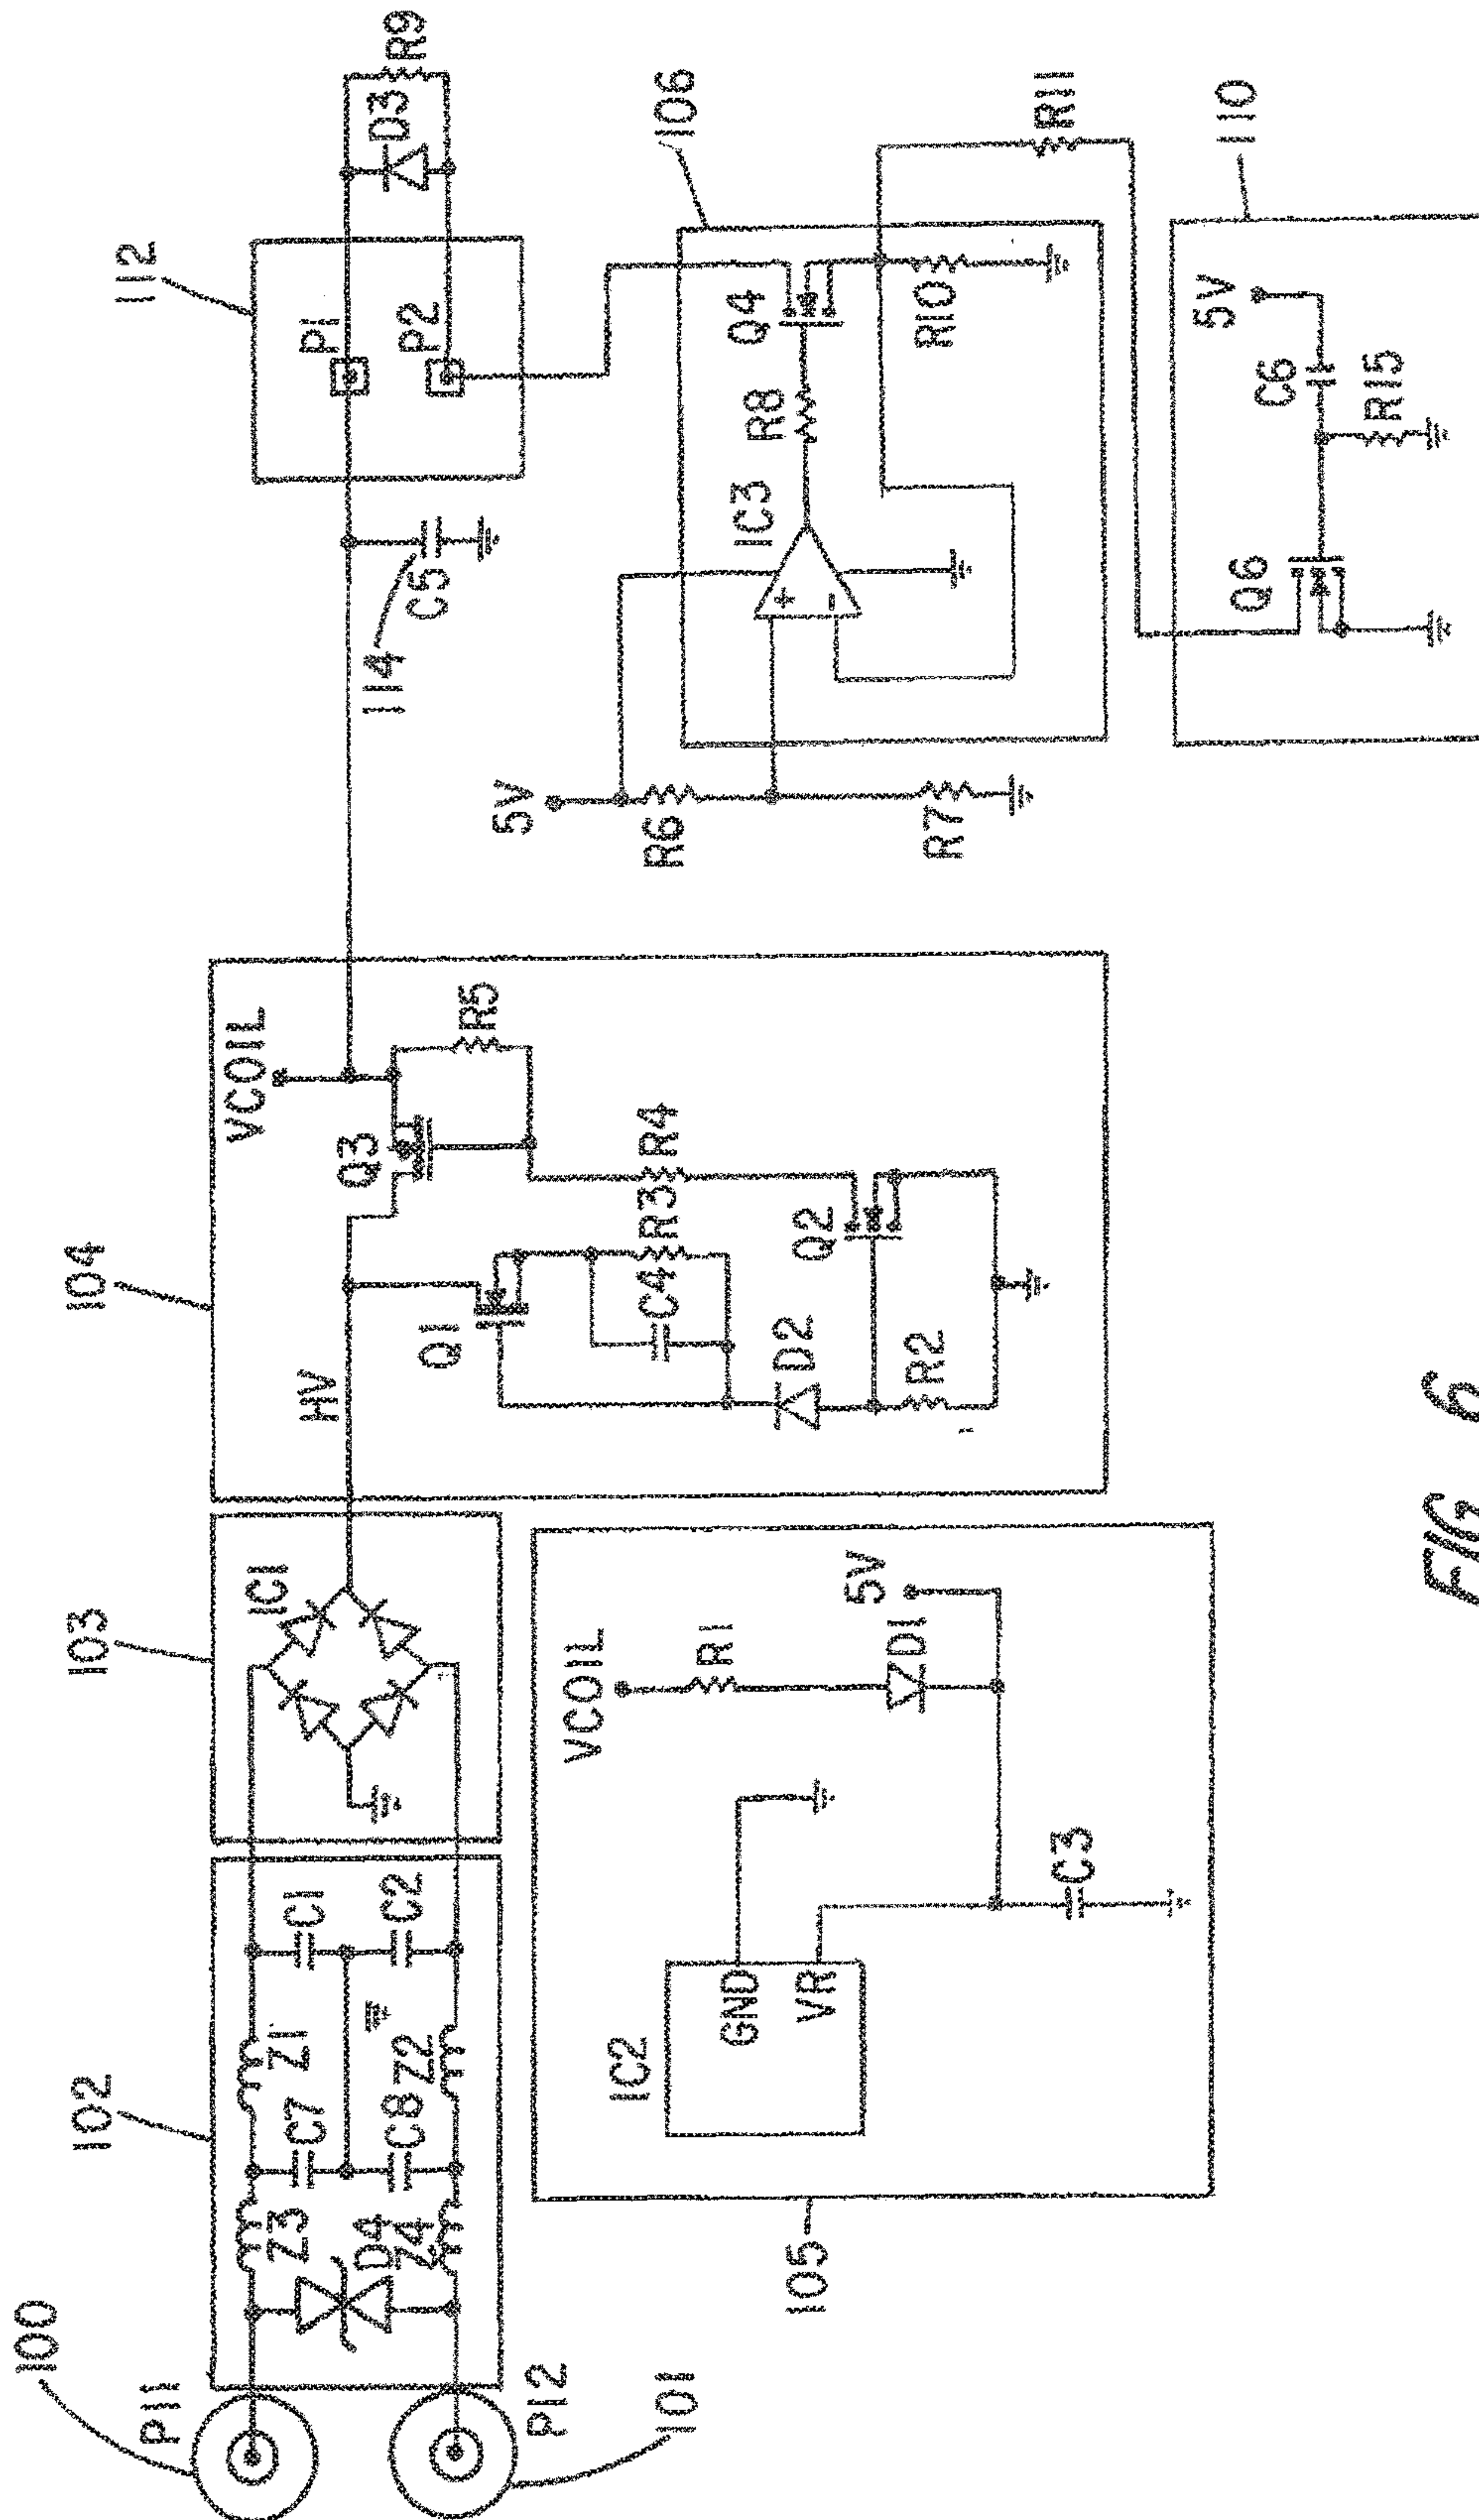 100
P11
P12
101
102
Z3
D4
Z4
C7
C8
Z1
Z2
C1
C2
103
IC1
104
HV
Q1
C4
R3
R4
D2
R2
Q2
Q3
VCOIL
R5
105
IC2
GND
VR
C3
VCOIL
R1
D1
5V
114
C5
112
P1
P2
D3
R9
5V
R6
R7
106
IC3
+
-
R8
Q4
R10
R11
110
Q6
C6
5V
R15
FIG 6